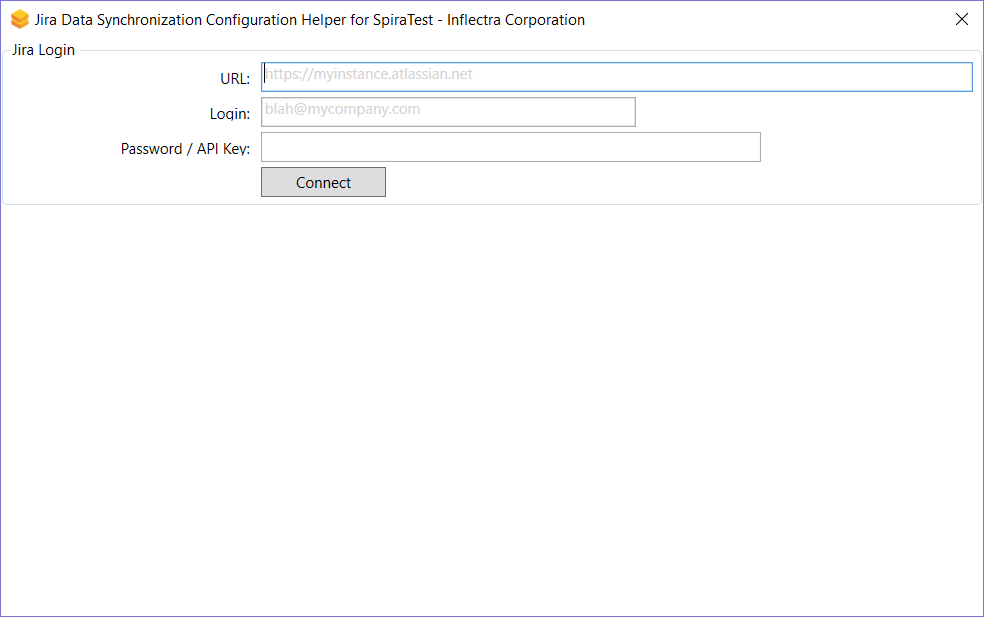 Jira Data Synchronization Configuration Helper for SpiraTest - Inflectra Corporation
Jira Login
URL: https://myinstance.atlassian.net
Login: blah@mycompany.com
Password / API Key:
Connect